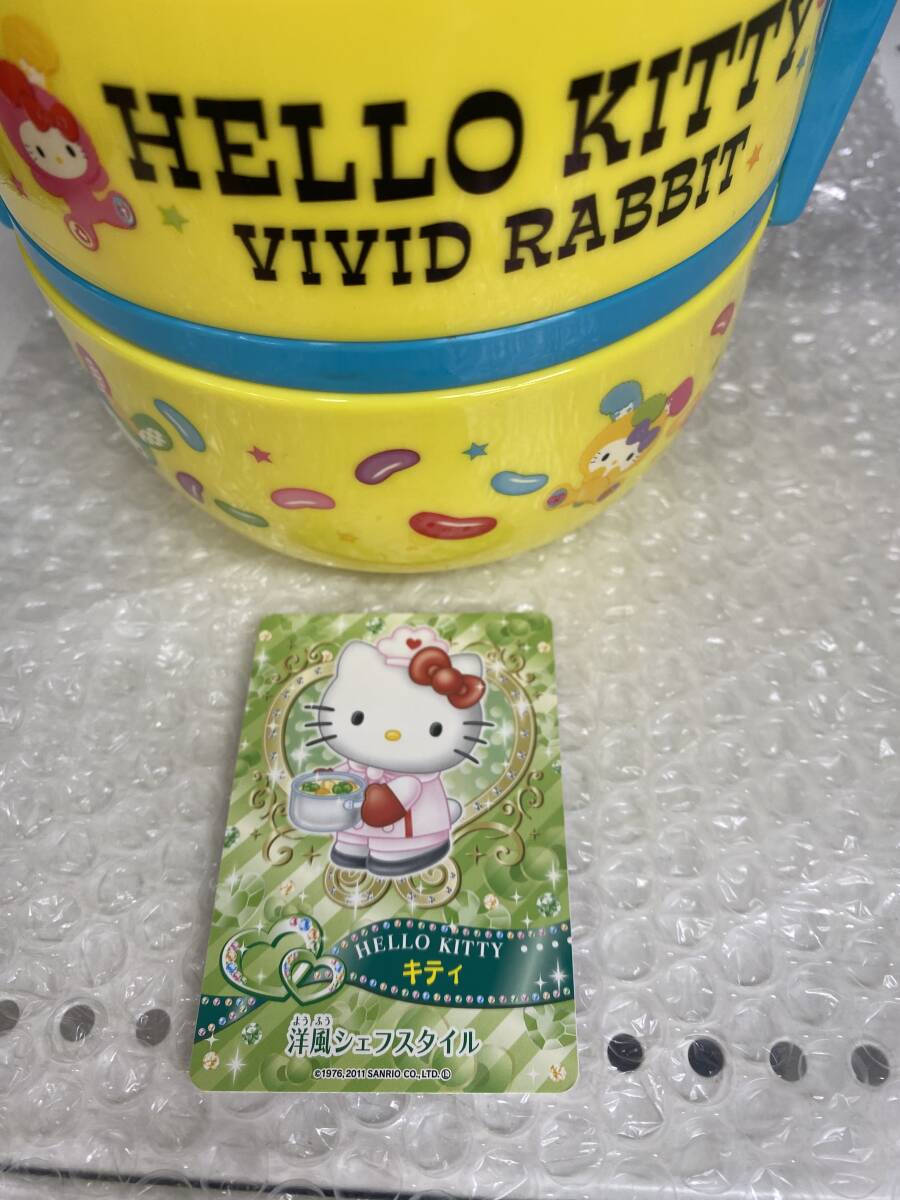 HELLO KITTY
VIVID RABBIT
HELLO KITTY
キティ
ようふう
洋風シェフスタイル
©1976, 2011 SANRIO CO., LTD. Ⓛ